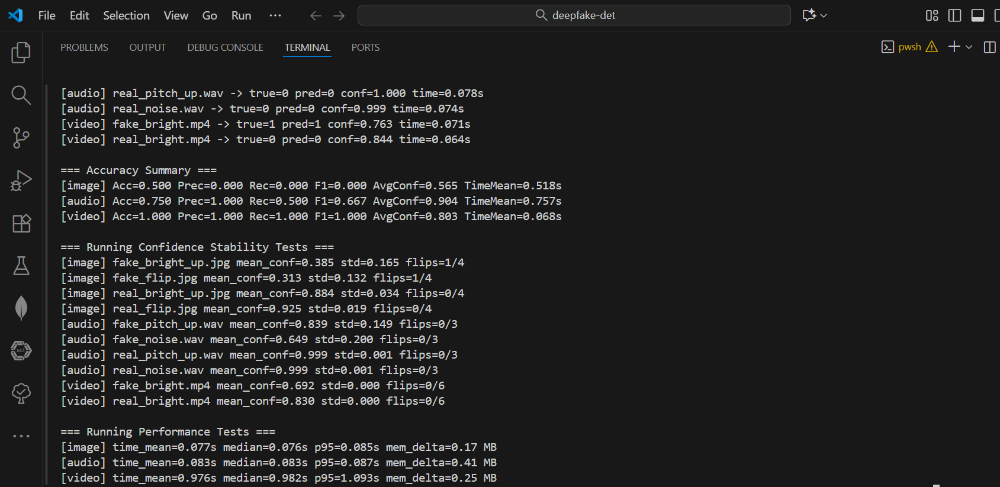 File Edit Selection View Go Run ··· deepfake-det
PROBLEMS OUTPUT DEBUG CONSOLE TERMINAL PORTS pwsh
[audio] real_pitch_up.wav -> true=0 pred=0 conf=1.000 time=0.078s
[audio] real_noise.wav -> true=0 pred=0 conf=0.999 time=0.074s
[video] fake_bright.mp4 -> true=1 pred=1 conf=0.763 time=0.071s
[video] real_bright.mp4 -> true=0 pred=0 conf=0.844 time=0.064s
=== Accuracy Summary ===
[image] Acc=0.500 Prec=0.000 Rec=0.000 F1=0.000 AvgConf=0.565 TimeMean=0.518s
[audio] Acc=0.750 Prec=1.000 Rec=0.500 F1=0.667 AvgConf=0.904 TimeMean=0.757s
[video] Acc=1.000 Prec=1.000 Rec=1.000 F1=1.000 AvgConf=0.803 TimeMean=0.068s
=== Running Confidence Stability Tests ===
[image] fake_bright_up.jpg mean_conf=0.385 std=0.165 flips=1/4
[image] fake_flip.jpg mean_conf=0.313 std=0.132 flips=1/4
[image] real_bright_up.jpg mean_conf=0.884 std=0.034 flips=0/4
[image] real_flip.jpg mean_conf=0.925 std=0.019 flips=0/4
[audio] fake_pitch_up.wav mean_conf=0.839 std=0.149 flips=0/3
[audio] fake_noise.wav mean_conf=0.649 std=0.200 flips=0/3
[audio] real_pitch_up.wav mean_conf=0.999 std=0.001 flips=0/3
[audio] real_noise.wav mean_conf=0.999 std=0.001 flips=0/3
[video] fake_bright.mp4 mean_conf=0.692 std=0.000 flips=0/6
[video] real_bright.mp4 mean_conf=0.830 std=0.000 flips=0/6
=== Running Performance Tests ===
[image] time_mean=0.077s median=0.076s p95=0.085s mem_delta=0.17 MB
[audio] time_mean=0.083s median=0.083s p95=0.087s mem_delta=0.41 MB
[video] time_mean=0.976s median=0.982s p95=1.093s mem_delta=0.25 MB
613